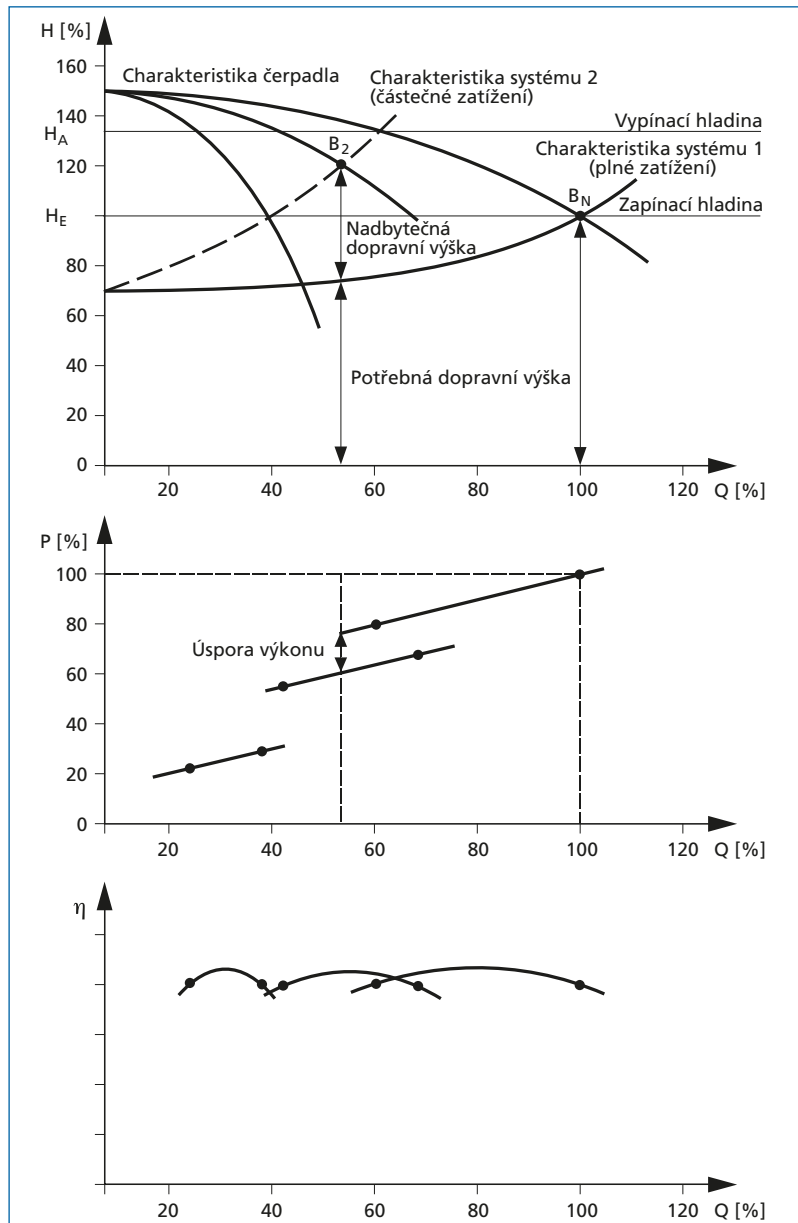 H [%]
160
140
H_A
120
H_E
80
60
40
20
0
Charakteristika čerpadla
Charakteristika systému 2
(částečné zatížení)
Vypínací hladina
Charakteristika systému 1
(plné zatížení)
B_2
B_N
Zapínací hladina
Nadbytečná
dopravní výška
Potřebná dopravní výška
20 40 60 80 100 120 Q [%]
P [%]
100
80
60
40
20
0
Úspora výkonu
20 40 60 80 100 120 Q [%]
η
20 40 60 80 100 120 Q [%]